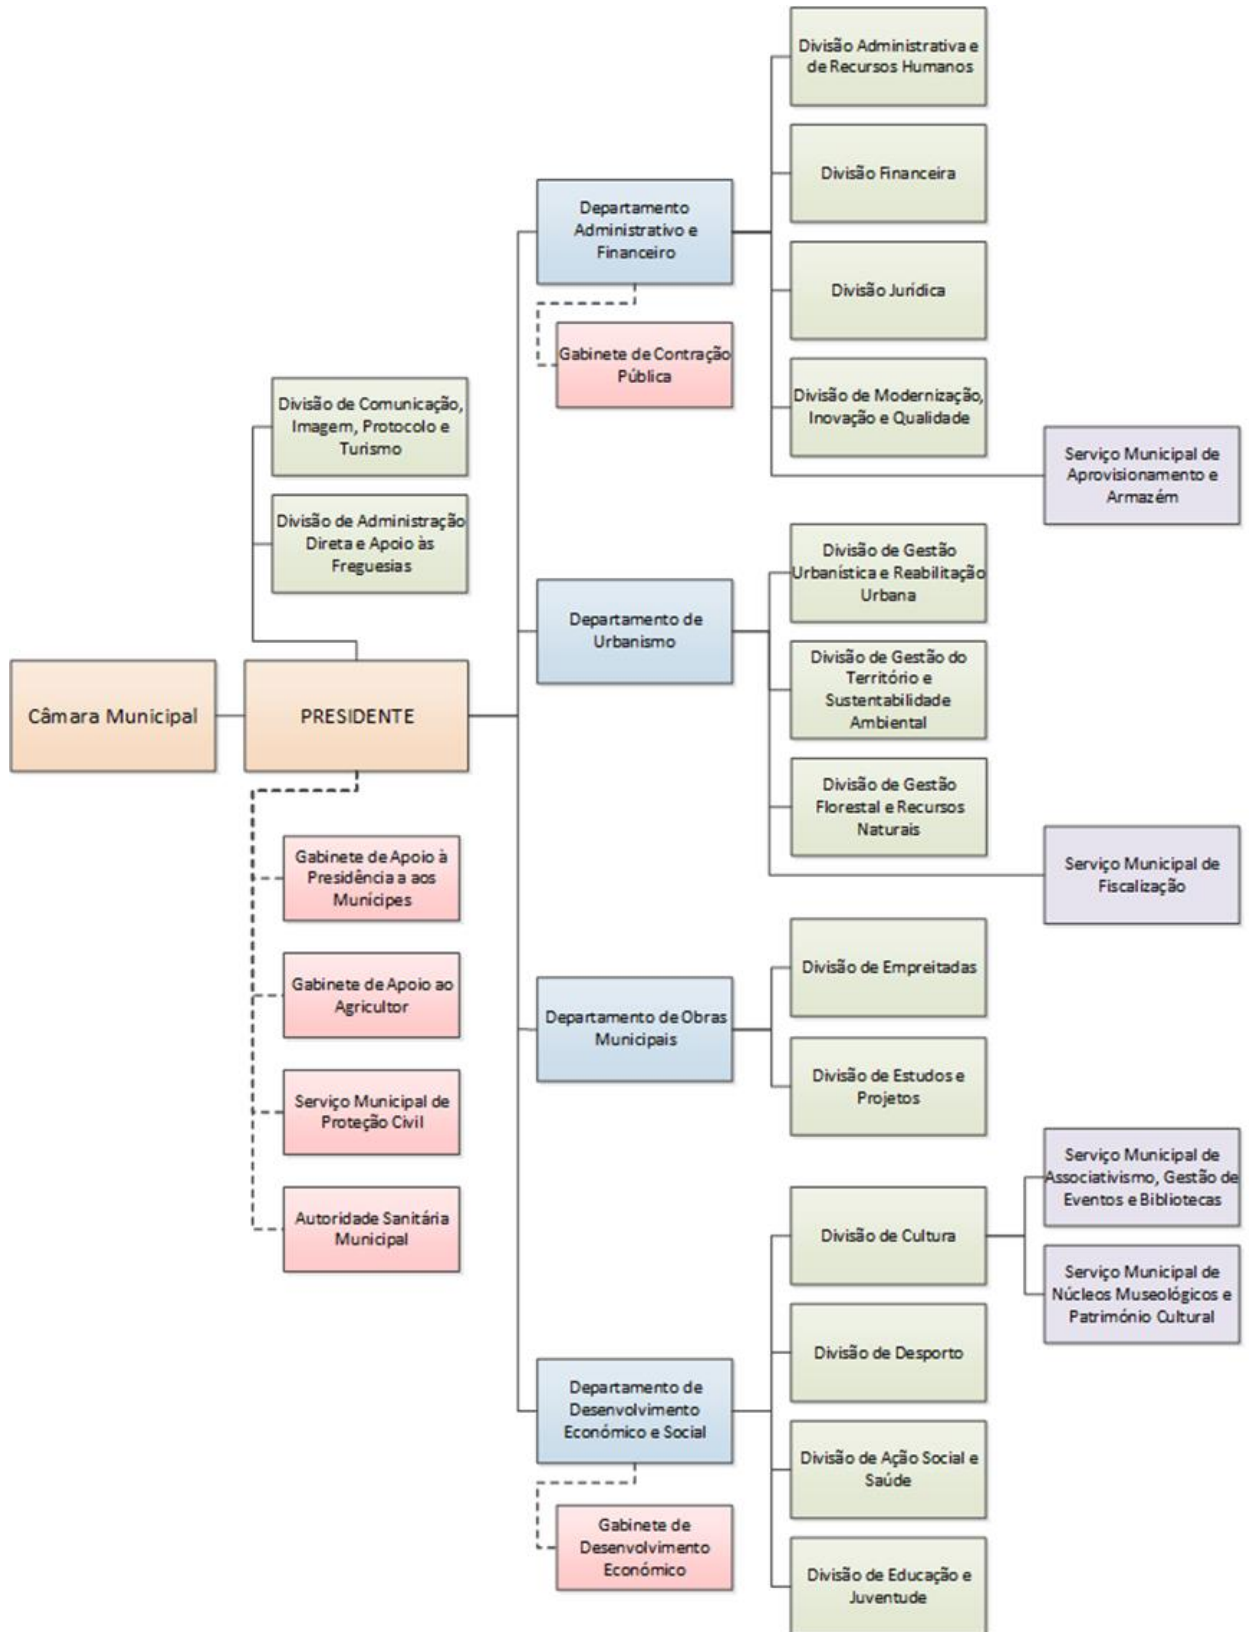 Câmara Municipal
PRESIDENTE
Divisão de Comunicação,
Imagem, Protocolo e
Turismo
Divisão de Administração
Direta e Apoio às
Freguesias
Gabinete de Apoio à
Presidência a aos
Munícipes
Gabinete de Apoio ao
Agricultor
Serviço Municipal de
Proteção Civil
Autoridade Sanitária
Municipal
Departamento
Administrativo e
Financeiro
Gabinete de Contração
Pública
Divisão Administrativa e
de Recursos Humanos
Divisão Financeira
Divisão Jurídica
Divisão de Modernização,
Inovação e Qualidade
Serviço Municipal de
Aprovisionamento e
Armazém
Departamento de
Urbanismo
Divisão de Gestão
Urbanística e Reabilitação
Urbana
Divisão de Gestão do
Território e
Sustentabilidade
Ambiental
Divisão de Gestão
Florestal e Recursos
Naturais
Serviço Municipal de
Fiscalização
Departamento de Obras
Municipais
Divisão de Empreitadas
Divisão de Estudos e
Projetos
Departamento de
Desenvolvimento
Económico e Social
Gabinete de
Desenvolvimento
Económico
Divisão de Cultura
Serviço Municipal de
Associativismo, Gestão de
Eventos e Bibliotecas
Serviço Municipal de
Núcleos Museológicos e
Património Cultural
Divisão de Desporto
Divisão de Ação Social e
Saúde
Divisão de Educação e
Juventude